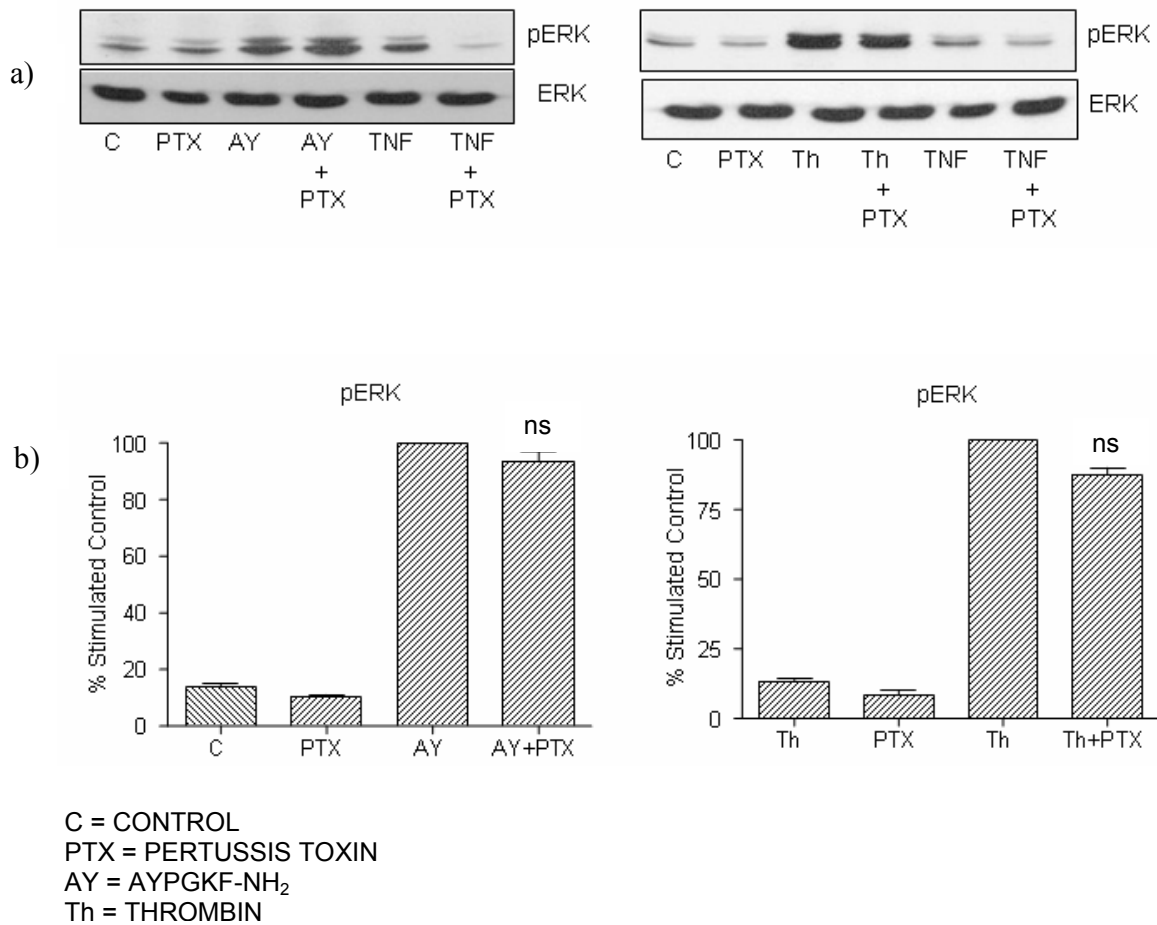 a)
pERK
ERK
C PTX AY AY + PTX TNF TNF + PTX
pERK
ERK
C PTX Th Th + PTX TNF TNF + PTX
b)
pERK
ns
% Stimulated Control
100
80
60
40
20
0
C PTX AY AY+PTX
pERK
ns
% Stimulated Control
100
75
50
25
0
Th PTX Th Th+PTX
C = CONTROL
PTX = PERTUSSIS TOXIN
AY = AYPGKF-NH₂
Th = THROMBIN